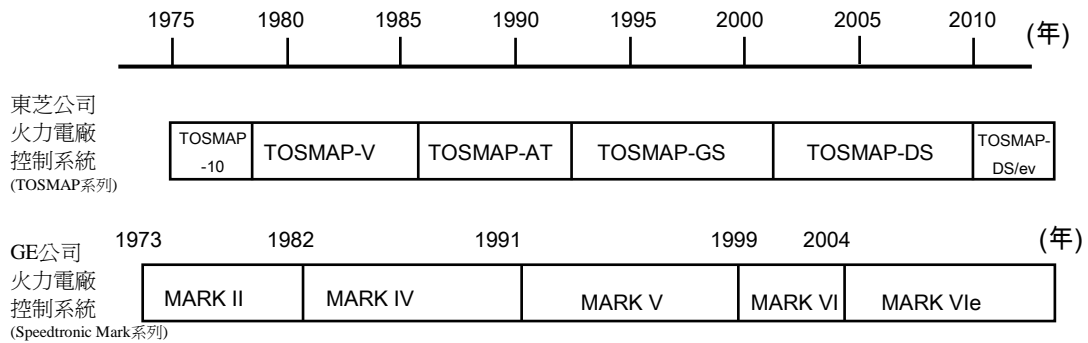 1975 1980 1985 1990 1995 2000 2005 2010 (年)
東芝公司
火力電廠
控制系統
(TOSMAP系列)
TOSMAP
-10
TOSMAP-V
TOSMAP-AT
TOSMAP-GS
TOSMAP-DS
TOSMAP-
DS/ev
1973 1982 1991 1999 2004 (年)
GE公司
火力電廠
控制系統
(Speedtronic Mark系列)
MARK II
MARK IV
MARK V
MARK VI
MARK VIe